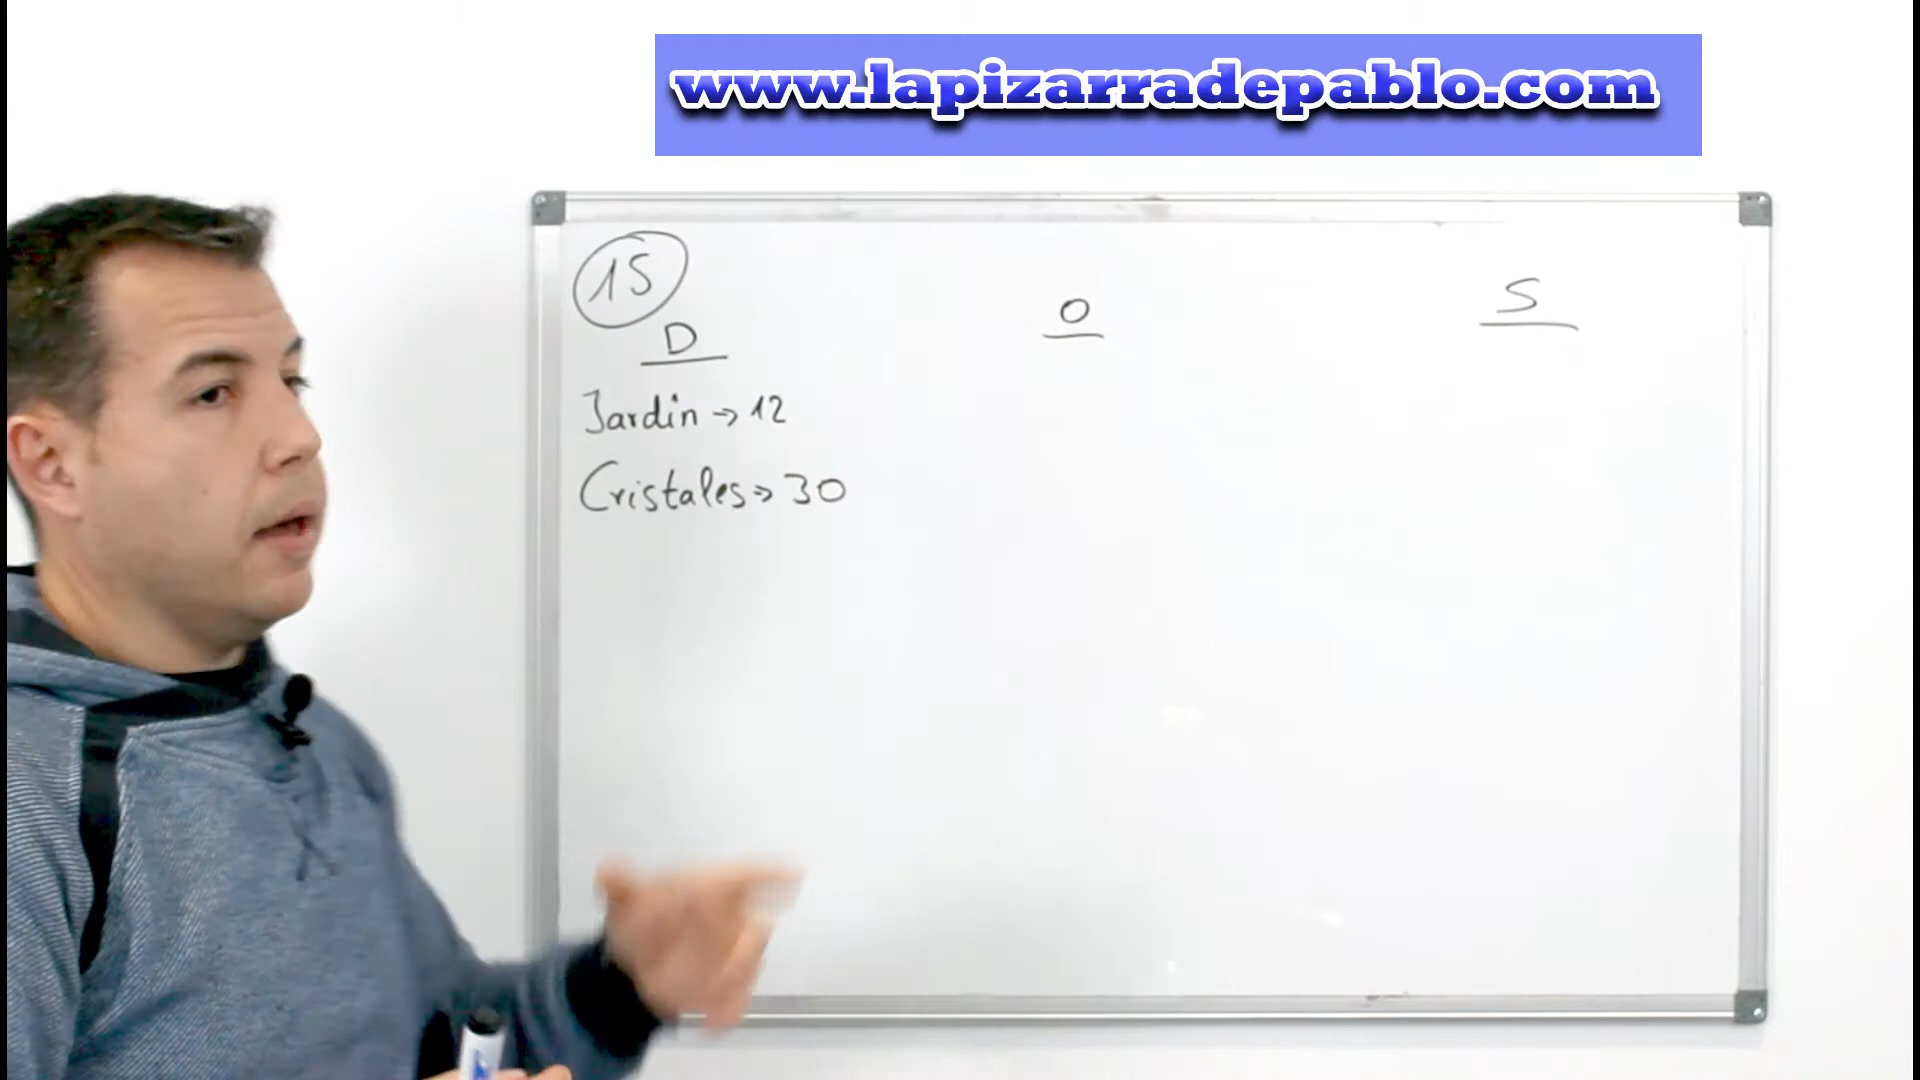 www.lapizarradepablo.com
15
D
O
S
Jardin → 12
Cristales → 30